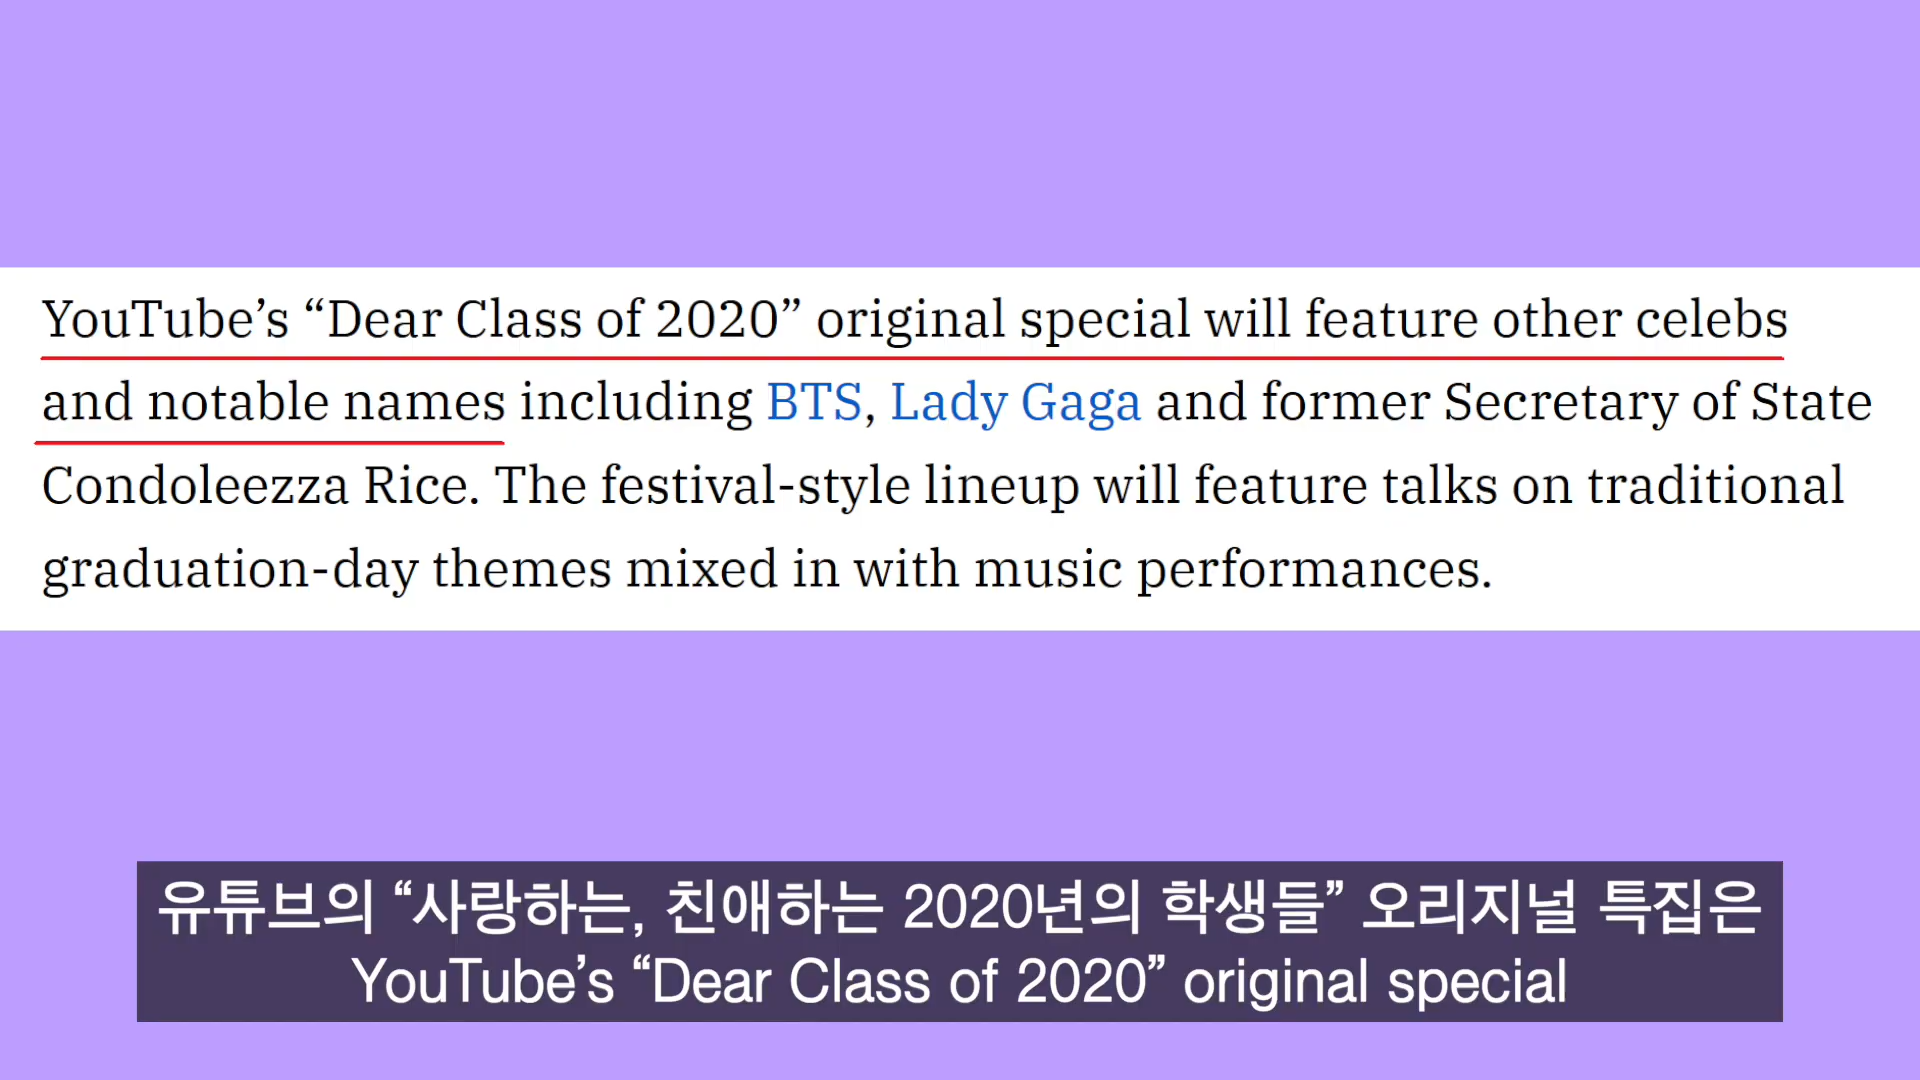 YouTube’s “Dear Class of 2020” original special will feature other celebs
and notable names including BTS, Lady Gaga and former Secretary of State
Condoleezza Rice. The festival-style lineup will feature talks on traditional
graduation-day themes mixed in with music performances.
유튜브의 “사랑하는, 친애하는 2020년의 학생들” 오리지널 특집은
YouTube’s “Dear Class of 2020” original special